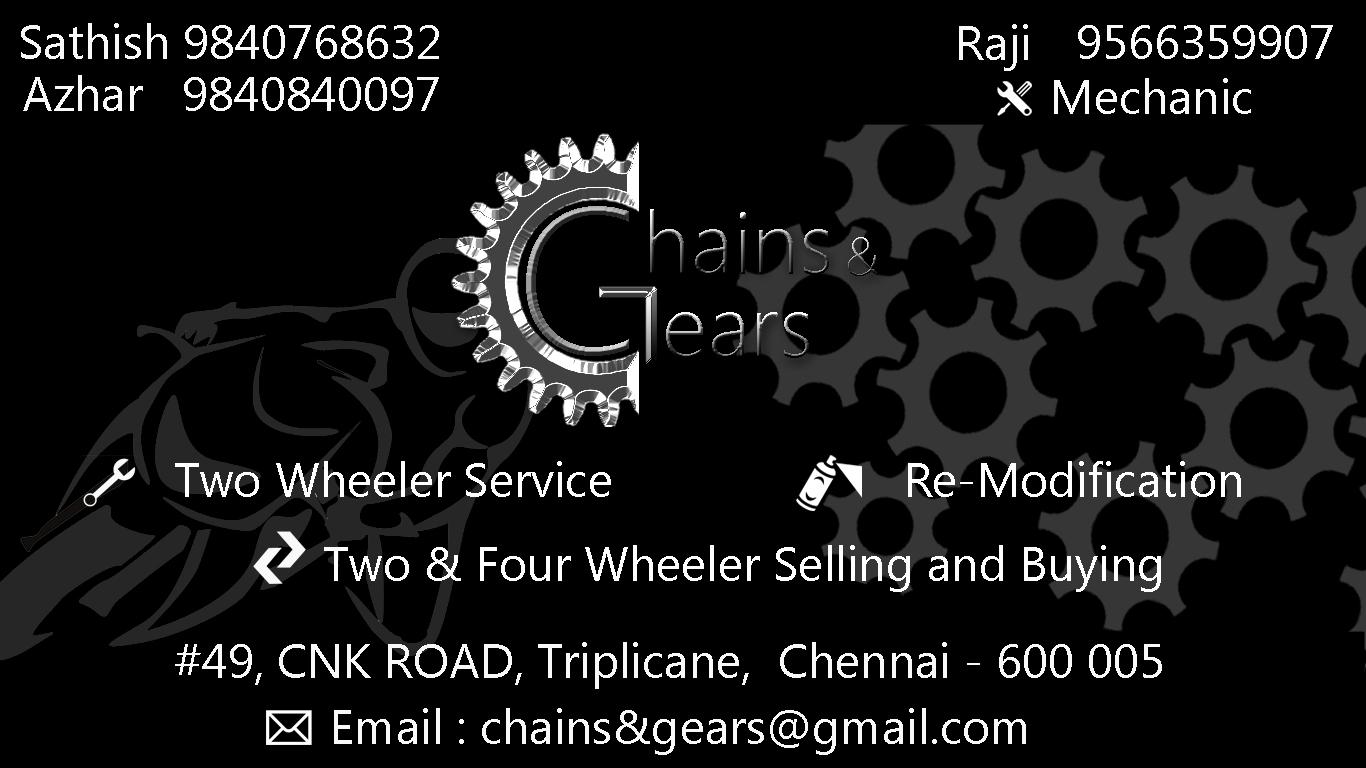 Sathish 9840768632
Azhar 9840840097
Raji 9566359907
Mechanic
Chains &
Gears
Two Wheeler Service
Re-Modification
Two & Four Wheeler Selling and Buying
#49, CNK ROAD, Triplicane, Chennai - 600 005
Email : chains&gears@gmail.com